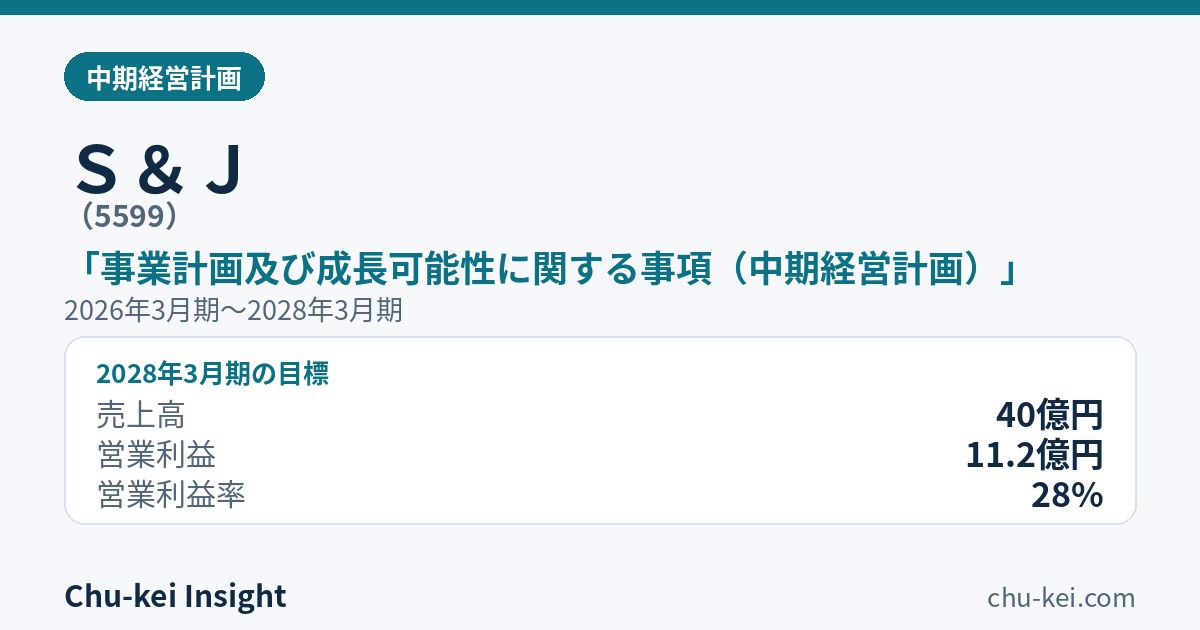 中期経営計画
Ｓ＆Ｊ
（5599）
「事業計画及び成長可能性に関する事項（中期経営計画）」
2026年3月期～2028年3月期
2028年3月期の目標
売上高 40億円
営業利益 11.2億円
営業利益率 28%
Chu-kei Insight chu-kei.com